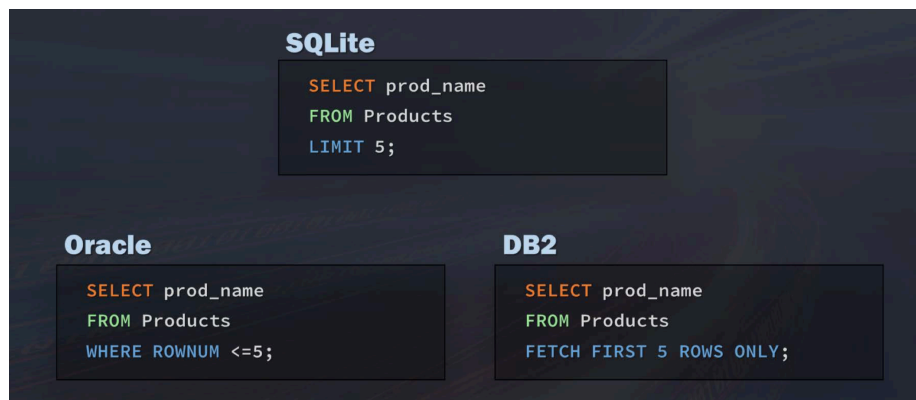 SQLite
SELECT prod_name
FROM Products
LIMIT 5;
Oracle
SELECT prod_name
FROM Products
WHERE ROWNUM <=5;
DB2
SELECT prod_name
FROM Products
FETCH FIRST 5 ROWS ONLY;